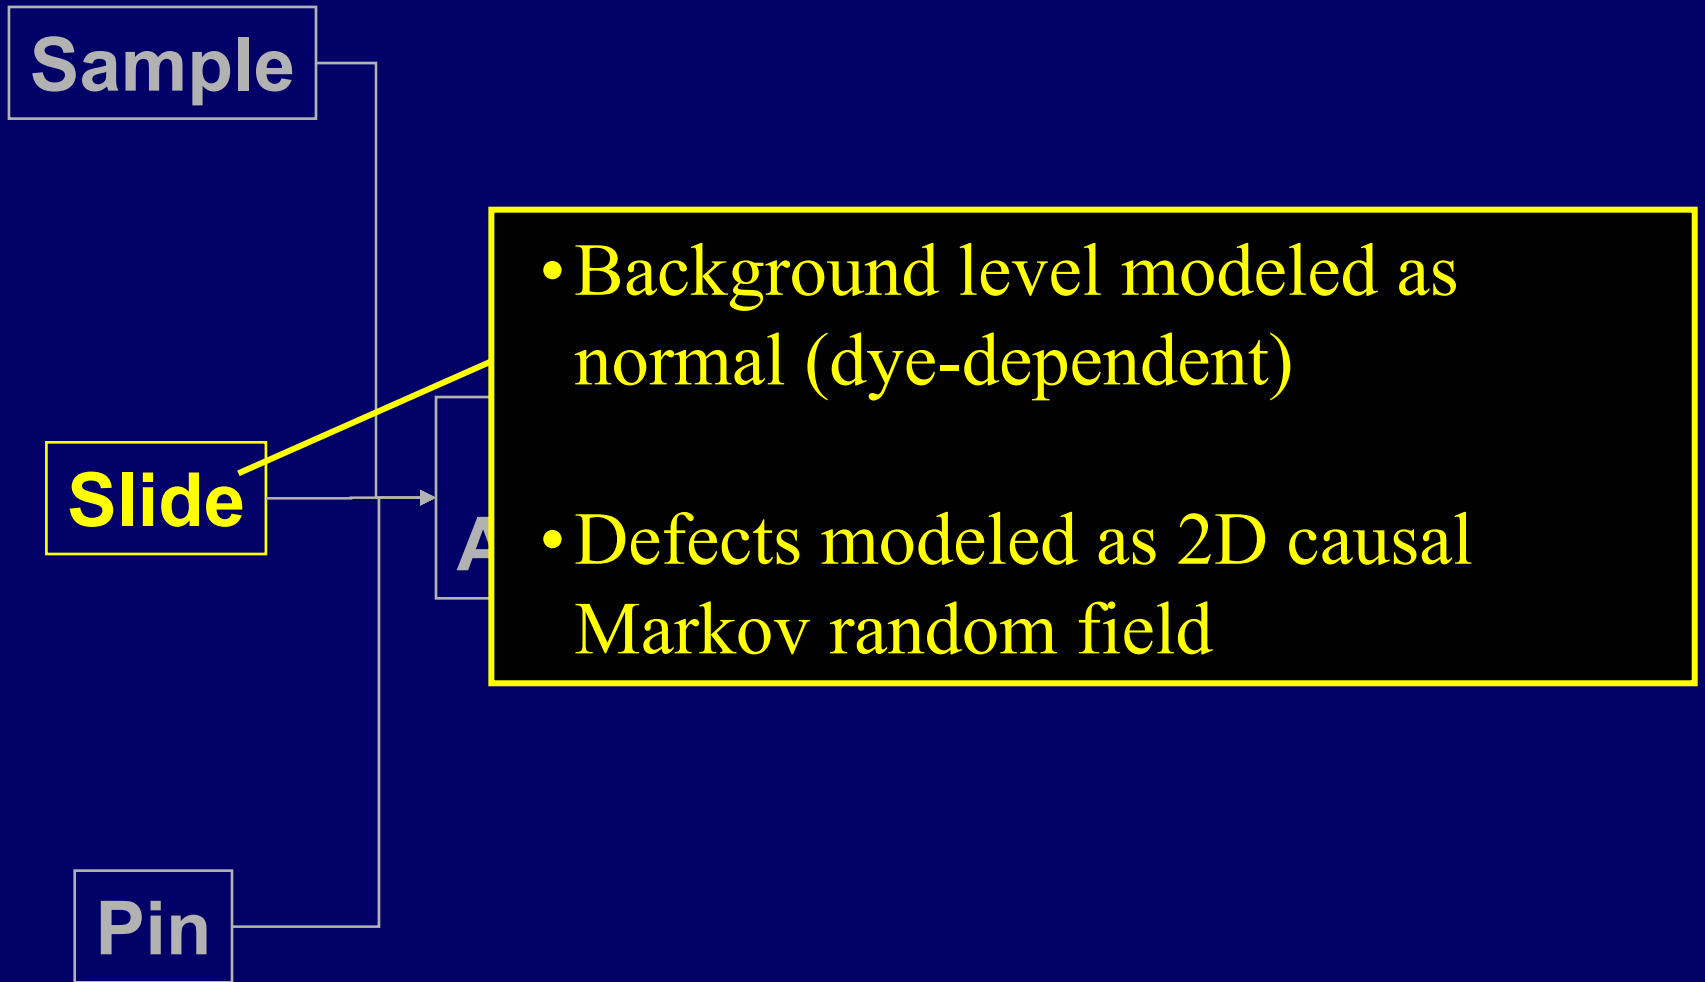 Sample
• Background level modeled as
normal (dye-dependent)
Slide
• Defects modeled as 2D causal
Markov random field
Pin